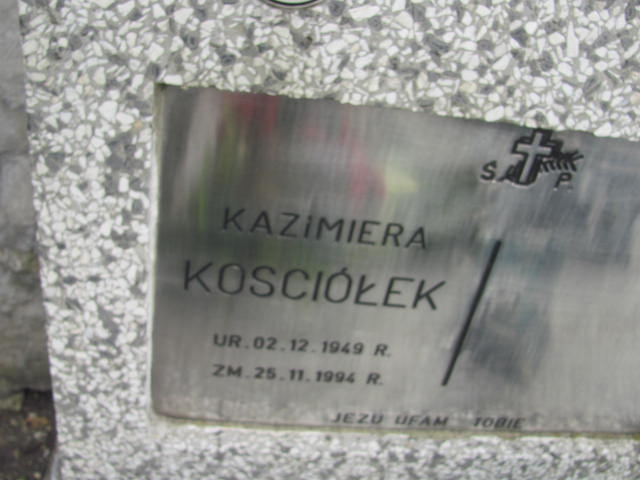 Ś.P.
KAZiMIERA
KOSCIÓŁEK
UR. 02.12.1949 R.
ZM. 25.11.1994 R.
JEZU UFAM TOBIE